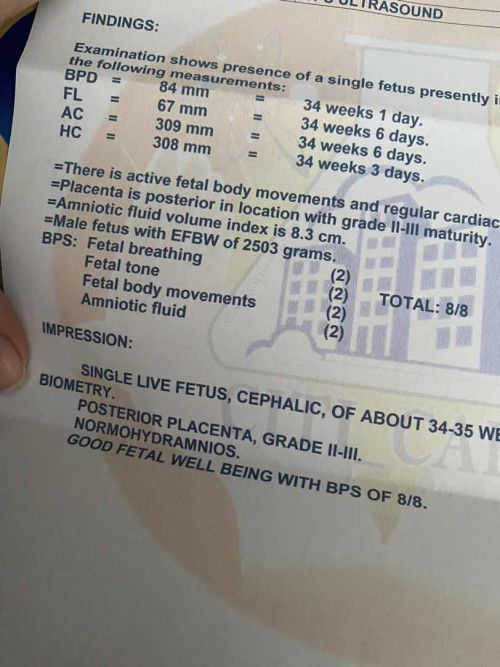 ULTRASOUND
FINDINGS:
Examination shows presence of a single fetus presently
the following measurements:
BPD = 84 mm = 34 weeks 1 day.
FL = 67 mm = 34 weeks 6 days.
AC = 309 mm = 34 weeks 6 days.
HC = 308 mm = 34 weeks 3 days.
=There is active fetal body movements and regular cardiac
=Placenta is posterior in location with grade II-III maturity.
=Amniotic fluid volume index is 8.3 cm.
=Male fetus with EFBW of 2503 grams.
BPS: Fetal breathing (2)
Fetal tone (2) TOTAL: 8/8
Fetal body movements (2)
Amniotic fluid (2)
IMPRESSION:
SINGLE LIVE FETUS, CEPHALIC, OF ABOUT 34-35
BIOMETRY.
POSTERIOR PLACENTA, GRADE II-III.
NORMOHYDRAMNIOS.
GOOD FETAL WELL BEING WITH BPS OF 8/8.